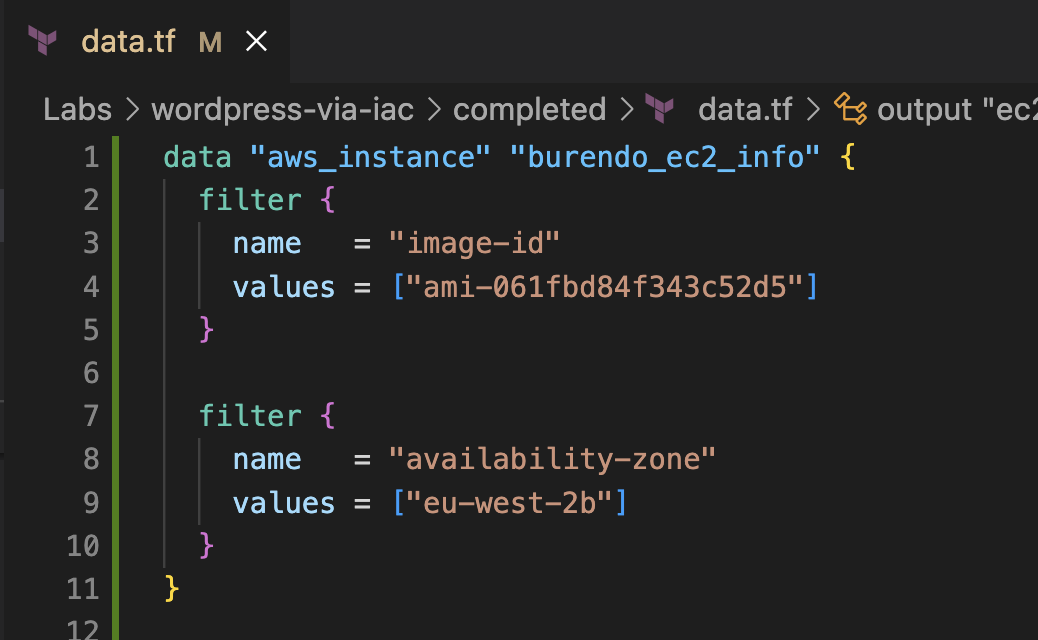 data.tf M
Labs > wordpress-via-iac > completed > data.tf > output "ec2
1 data "aws_instance" "burendo_ec2_info" {
2 filter {
3 name = "image-id"
4 values = ["ami-061fbd84f343c52d5"]
5 }
6
7 filter {
8 name = "availability-zone"
9 values = ["eu-west-2b"]
10 }
11 }
12